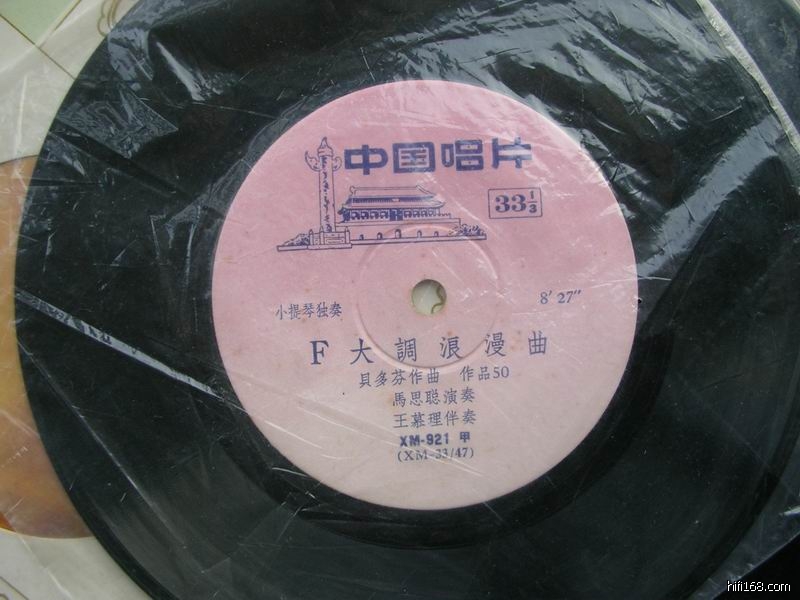 中国唱片
33 1/3
小提琴独奏
8′ 27″
F 大調浪漫曲
貝多芬作曲 作品50
馬思聪演奏
王慕理伴奏
XM-921 甲
(XM-33/47)
hifi168.com